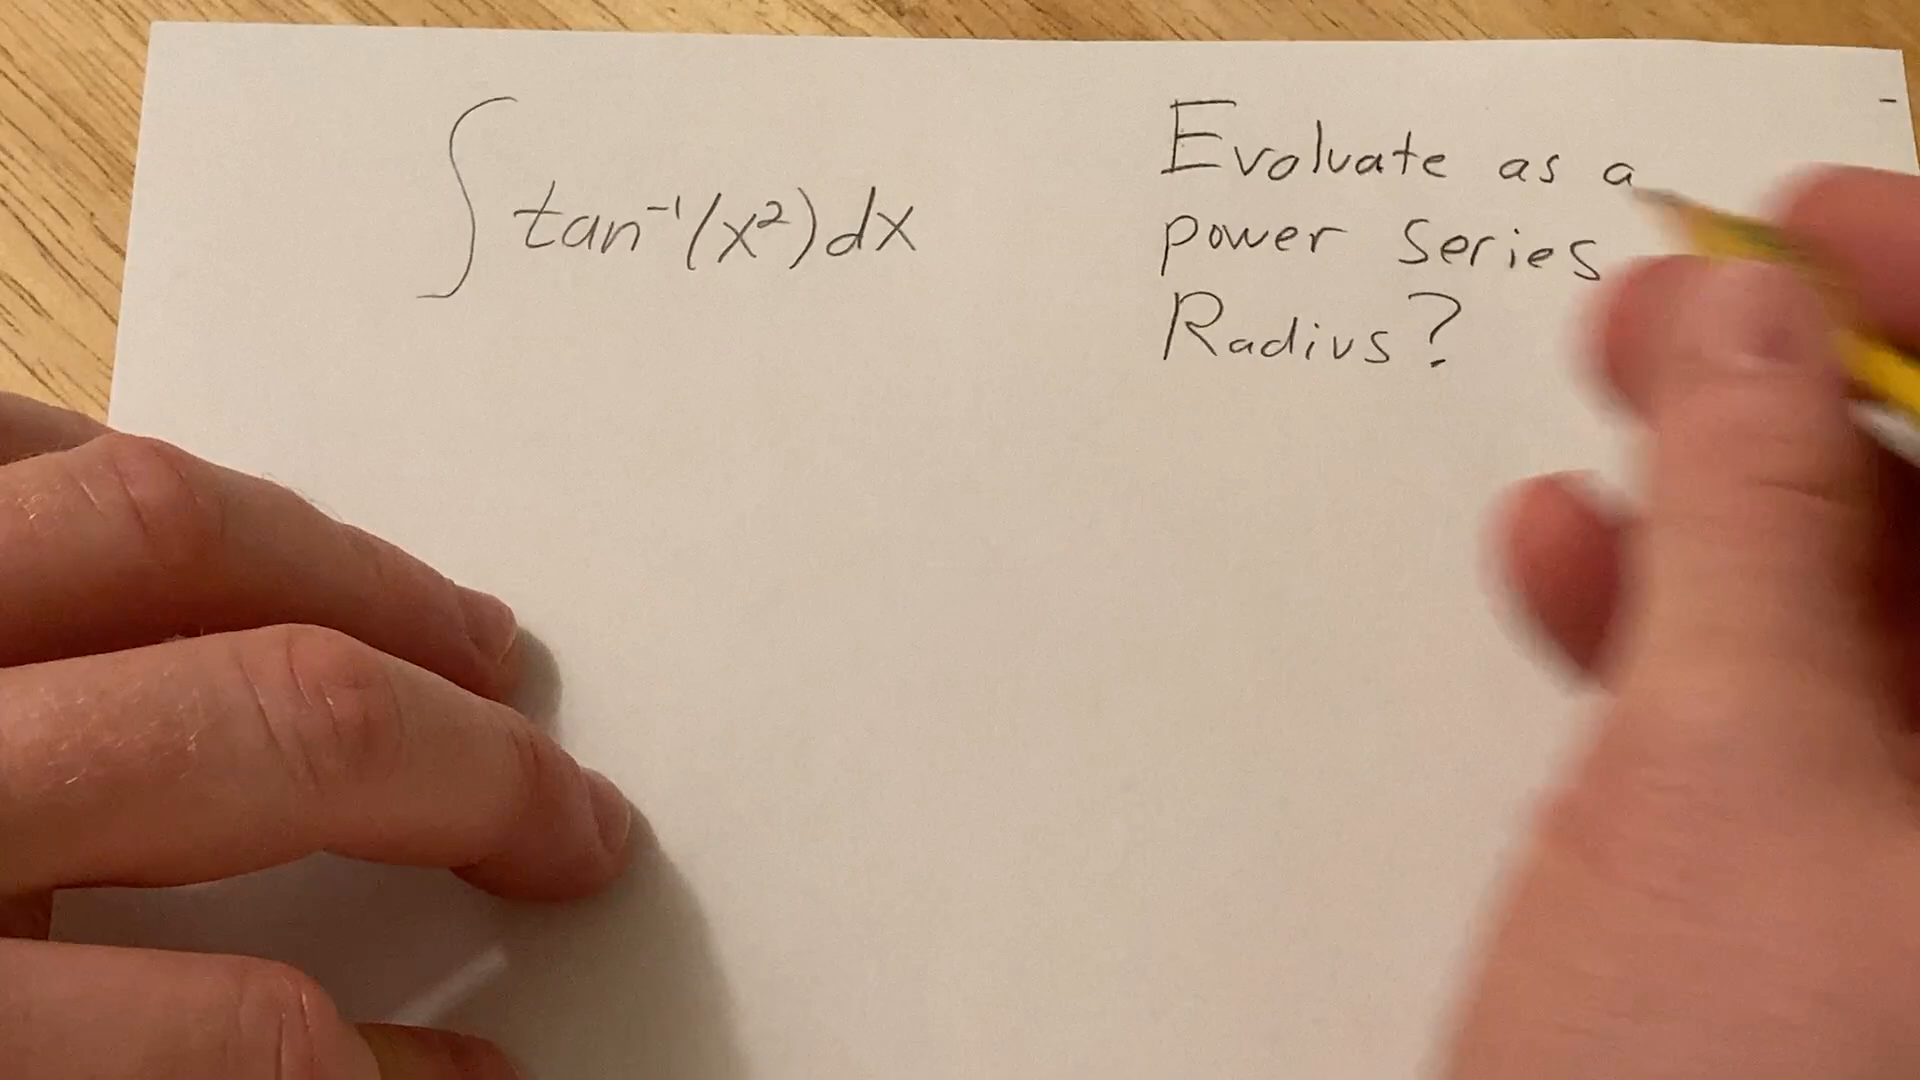 ∫ tan⁻¹(x²) dx
Evaluate as a
power series
Radius?